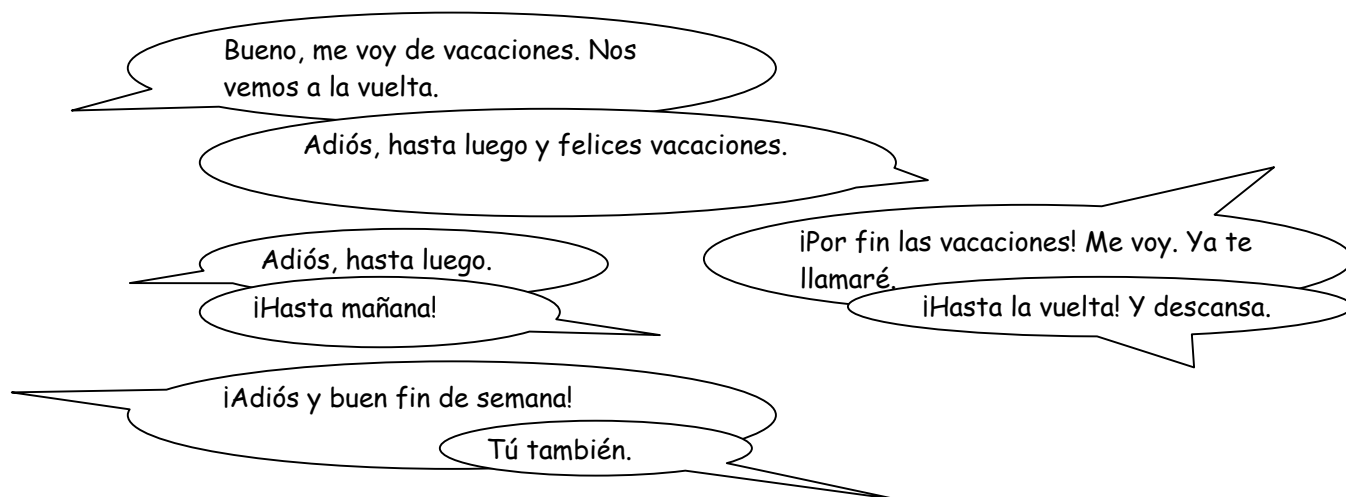 Bueno, me voy de vacaciones. Nos
vemos a la vuelta.
Adiós, hasta luego y felices vacaciones.
Adiós, hasta luego.
¡Hasta mañana!
¡Por fin las vacaciones! Me voy. Ya te
llamaré.
¡Hasta la vuelta! Y descansa.
¡Adiós y buen fin de semana!
Tú también.